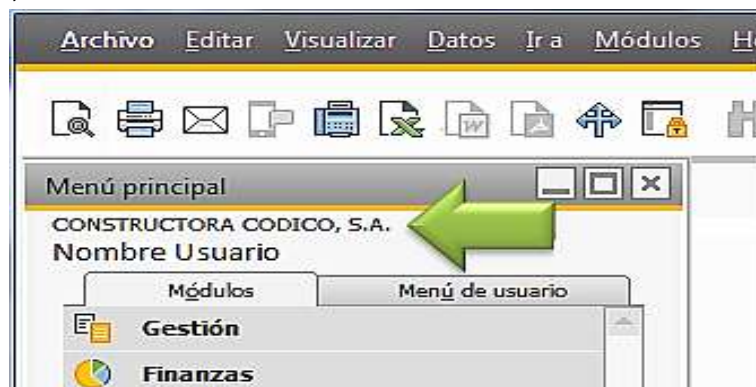 Archivo Editar Visualizar Datos Ir a Módulos
Menú principal
CONSTRUCTORA CODICO, S.A.
Nombre Usuario
Módulos Menú de usuario
Gestión
Finanzas